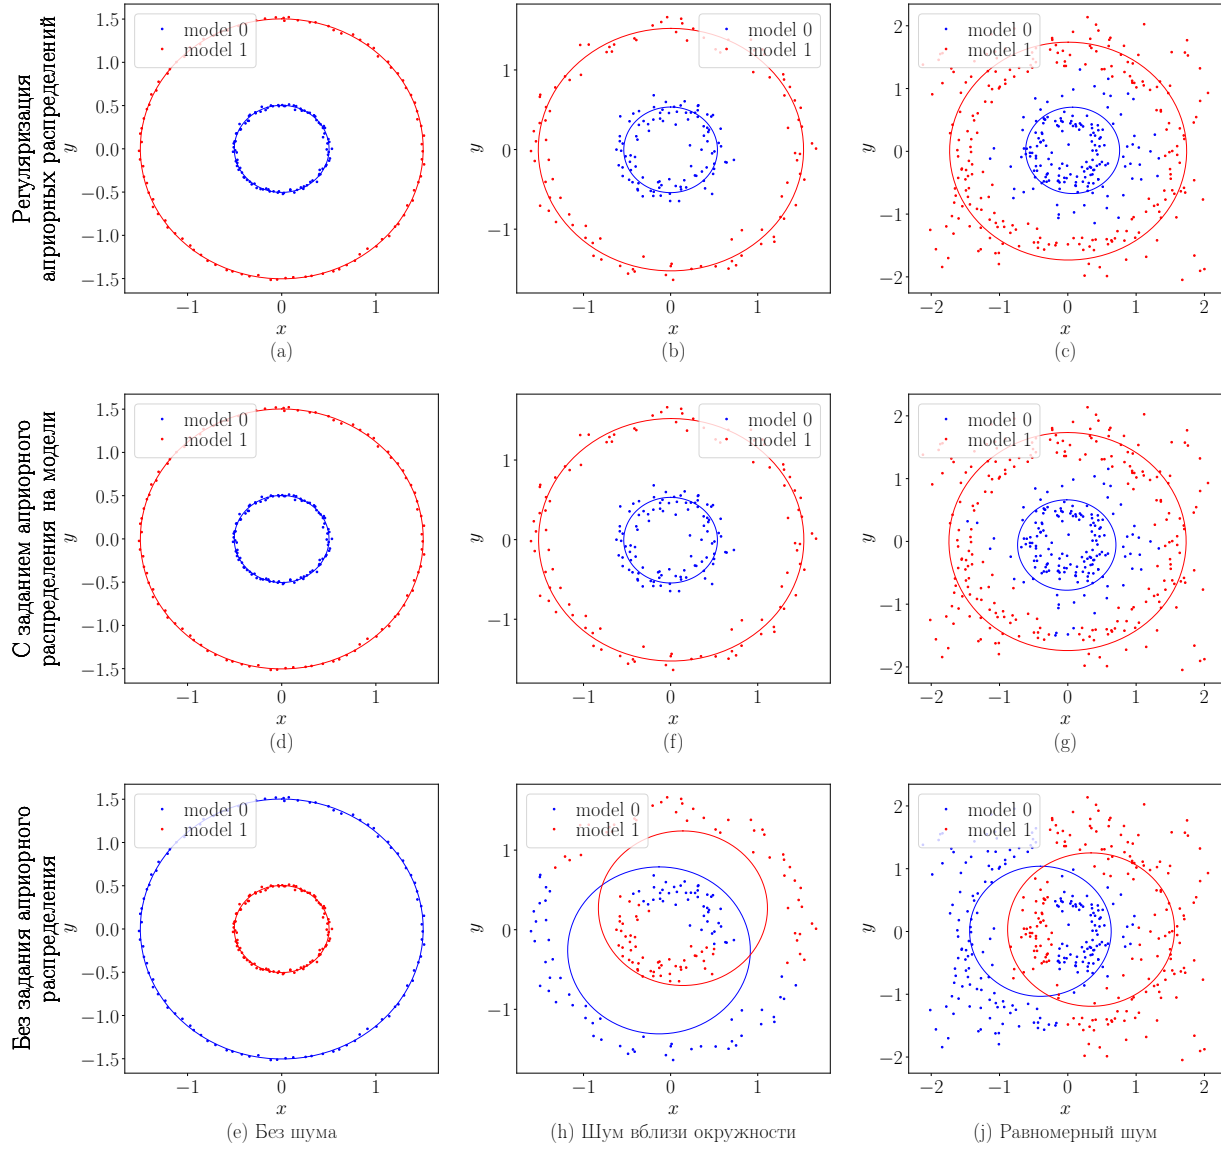 Регуляризация
априорных распределений
model 0
model 1
1.5
1.0
0.5
0.0
−0.5
−1.0
−1.5
y
−1
0
1
x
(a)
model 0
model 1
1
0
−1
y
−1
0
1
x
(b)
model 0
model 1
2
1
0
−1
−2
y
−2
−1
0
1
2
x
(c)
С заданием априорного
распределения на модели
model 0
model 1
1.5
1.0
0.5
0.0
−0.5
−1.0
−1.5
y
−1
0
1
x
(d)
model 0
model 1
1
0
−1
y
−1
0
1
x
(f)
model 0
model 1
2
1
0
−1
−2
y
−2
−1
0
1
2
x
(g)
Без задания априорного
распределения
model 0
model 1
1.5
1.0
0.5
0.0
−0.5
−1.0
−1.5
y
−1
0
1
x
(e) Без шума
model 0
model 1
1
0
−1
y
−1
0
1
x
(h) Шум вблизи окружности
model 0
model 1
2
1
0
−1
−2
y
−2
−1
0
1
2
x
(j) Равномерный шум